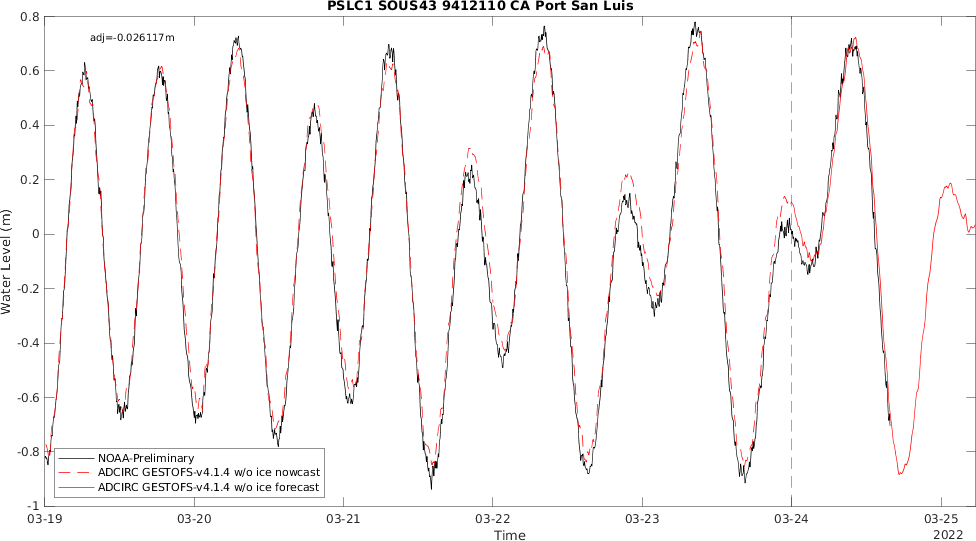 PSLC1 SOUS43 9412110 CA Port San Luis
adj=-0.026117m
0.8
0.6
0.4
0.2
0
-0.2
-0.4
-0.6
-0.8
-1
Water Level (m)
NOAA-Preliminary
ADCIRC GESTOFS-v4.1.4 w/o ice nowcast
ADCIRC GESTOFS-v4.1.4 w/o ice forecast
03-19 03-20 03-21 03-22 03-23 03-24 03-25
Time
2022